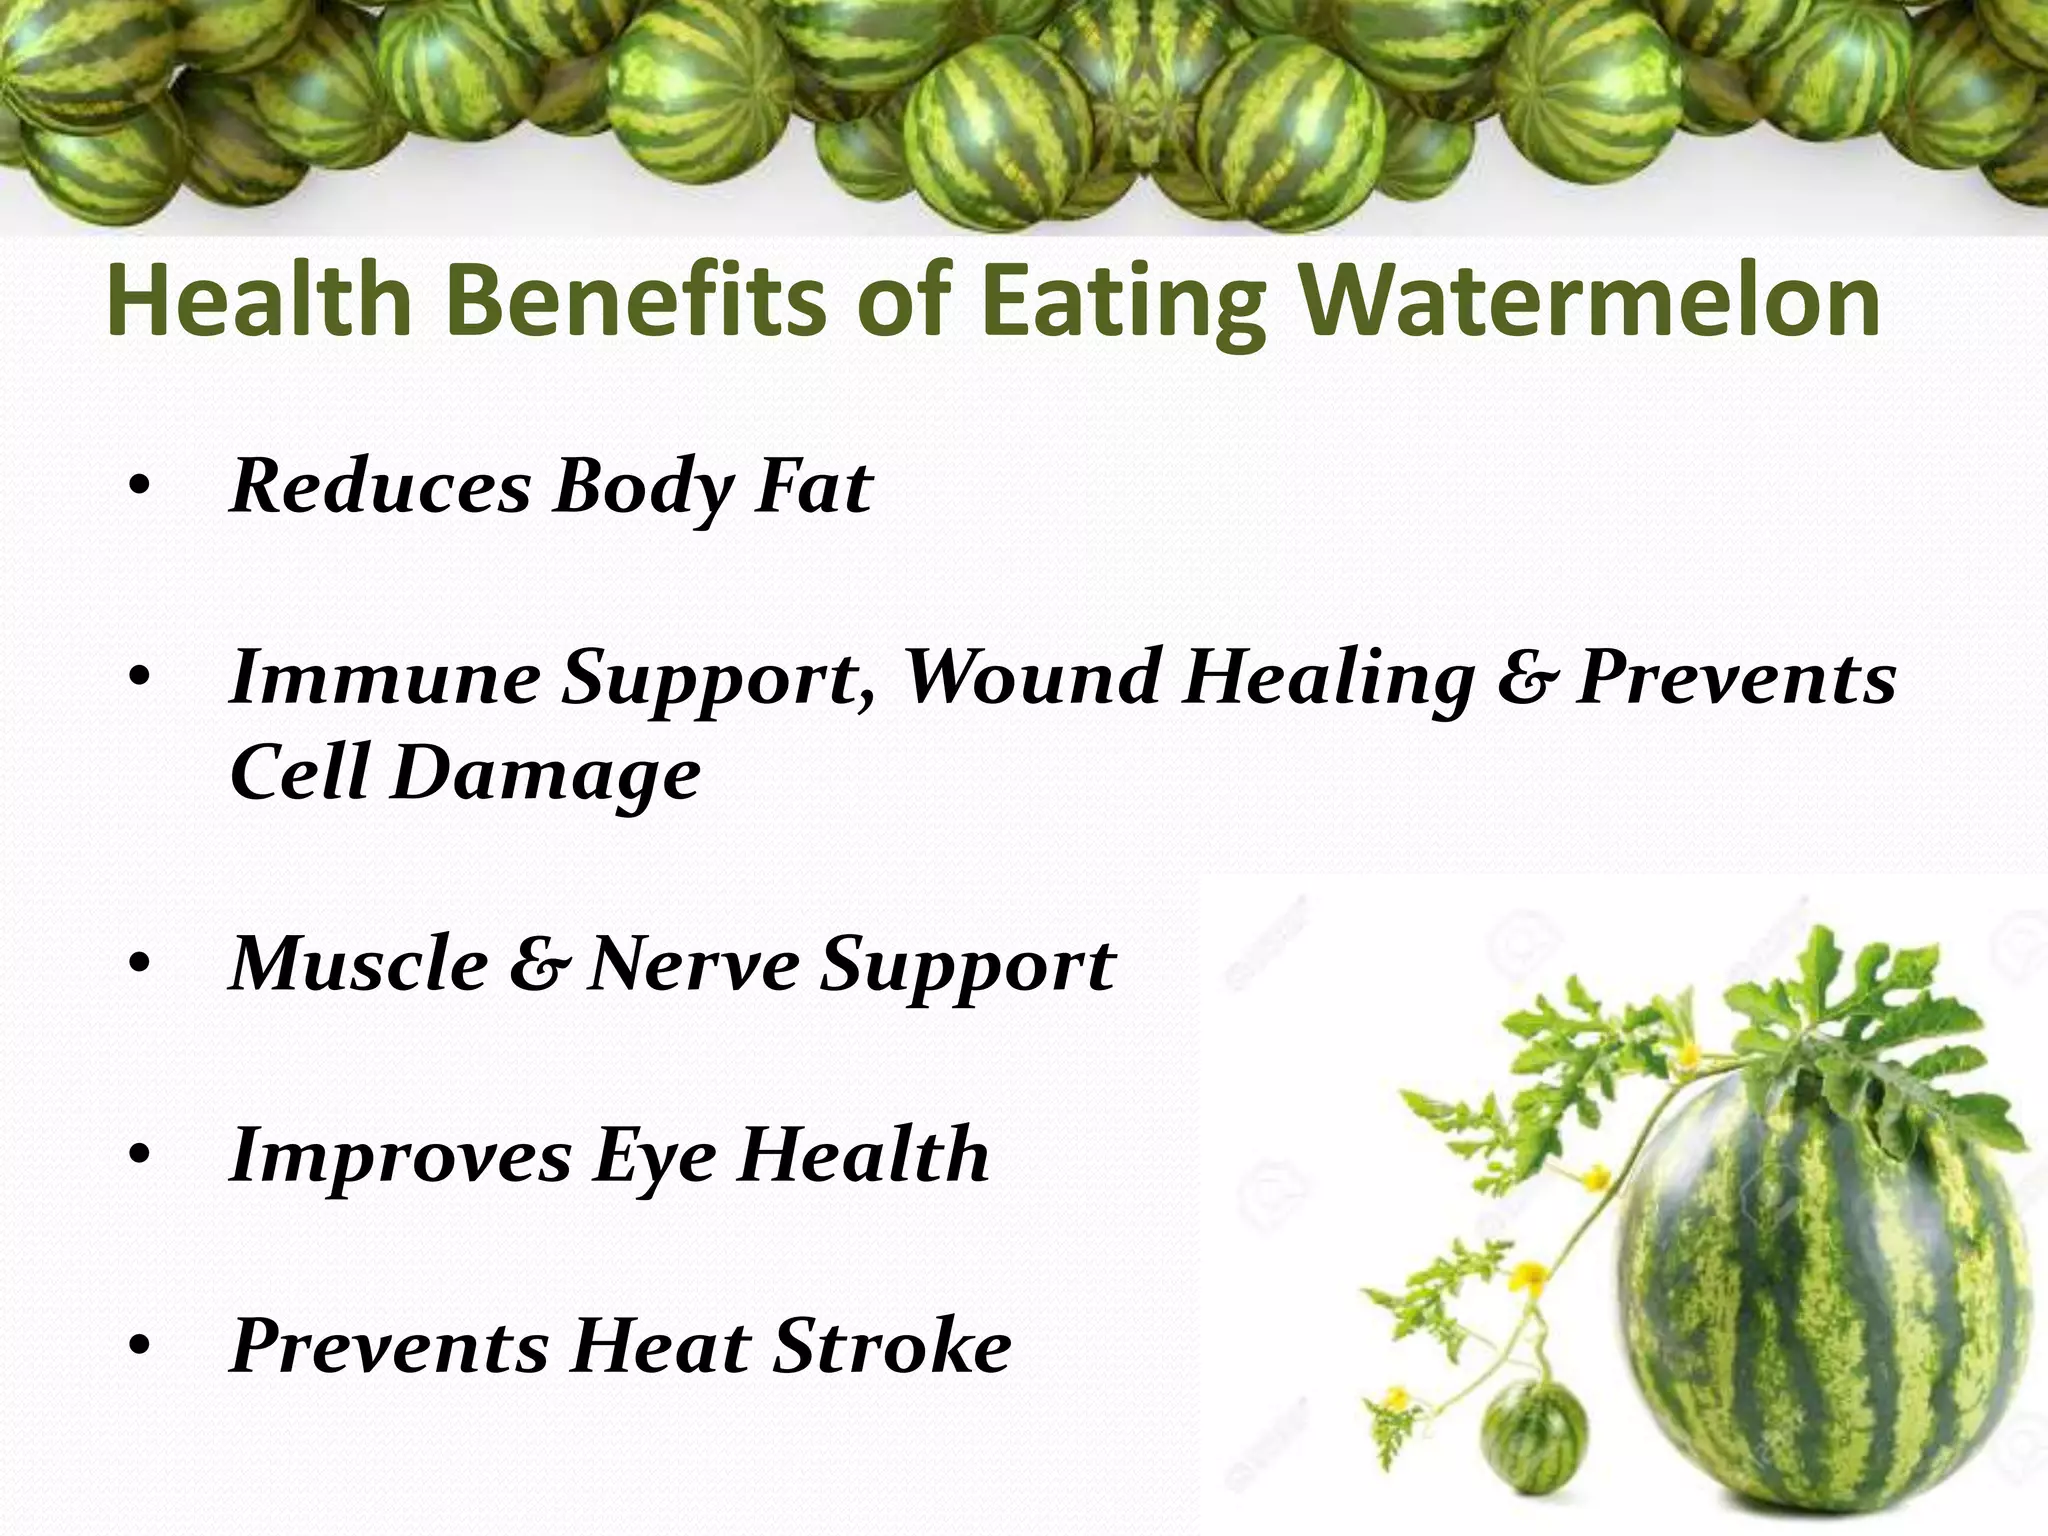 Health Benefits of Eating Watermelon
• Reduces Body Fat
• Immune Support, Wound Healing & Prevents
Cell Damage
• Muscle & Nerve Support
• Improves Eye Health
• Prevents Heat Stroke